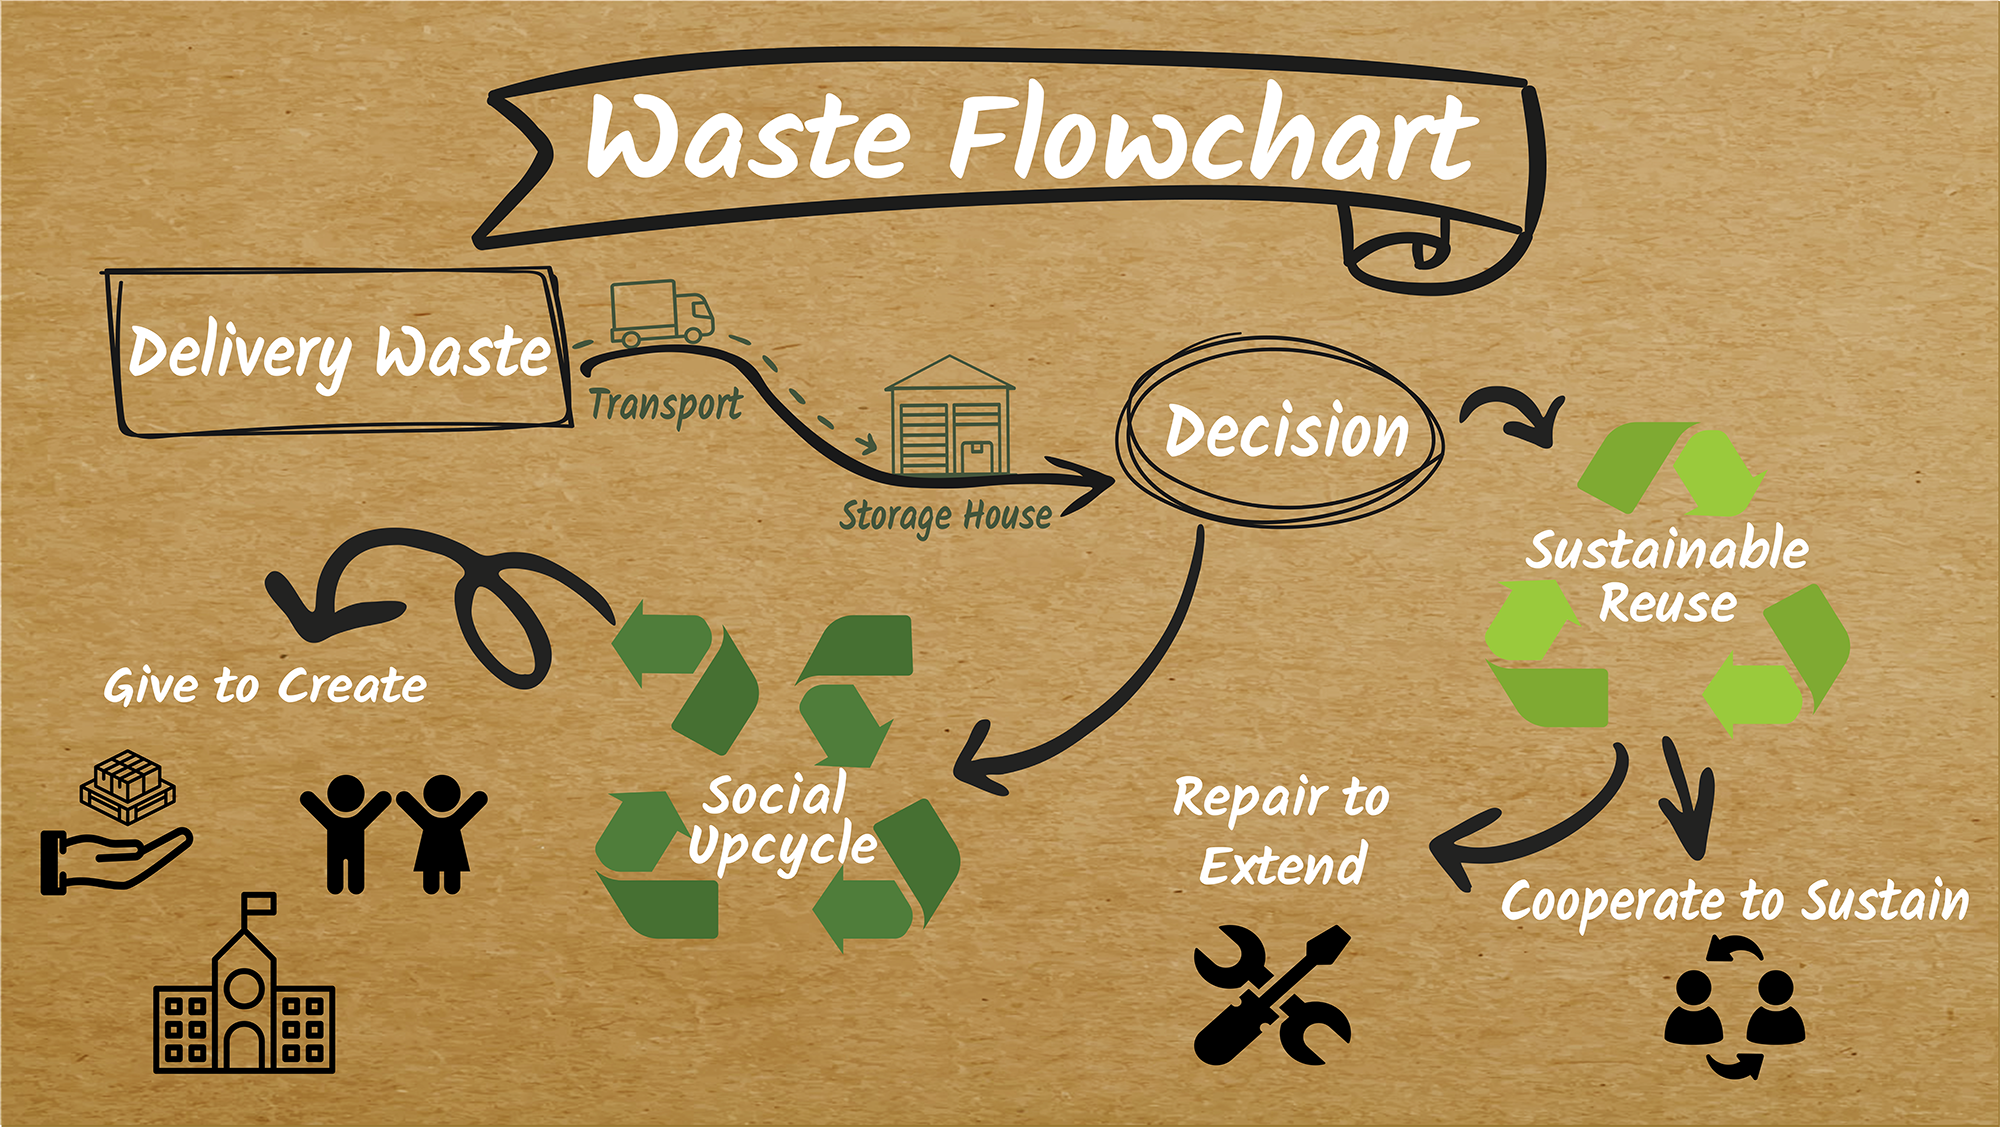 Waste Flowchart
Delivery Waste
Transport
Storage House
Decision
Sustainable
Reuse
Give to Create
Social
Upcycle
Repair to
Extend
Cooperate to Sustain